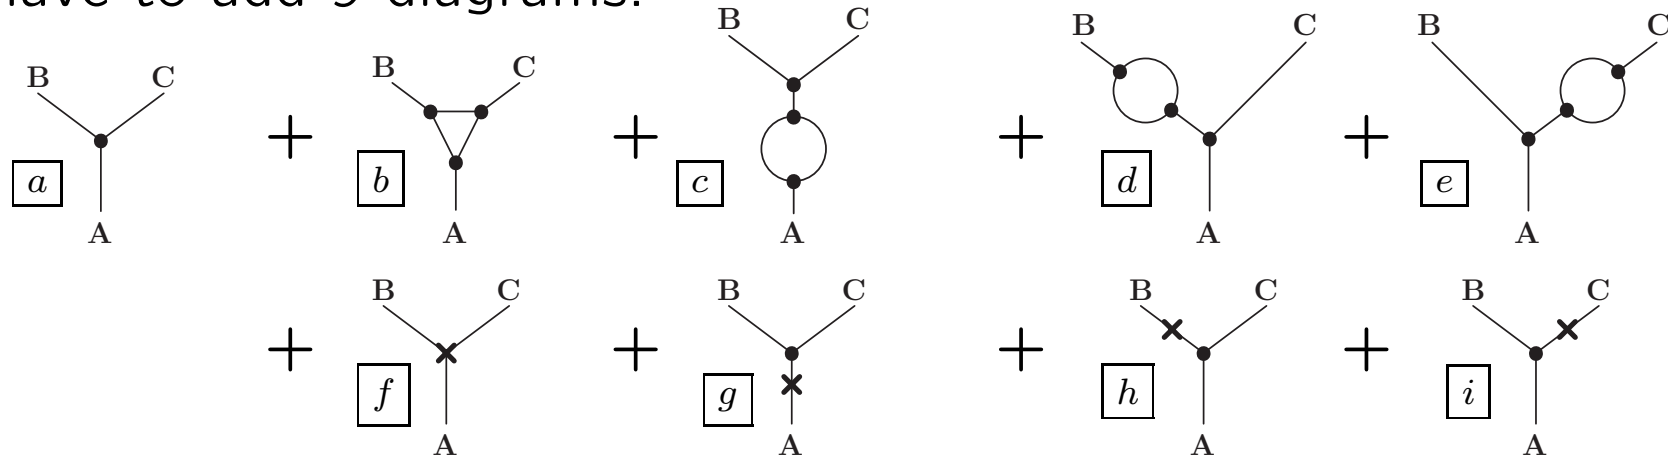 have to add 9 diagrams:
B C B C B C B C B C
+ + + +
a b c d e
A A A A A
B C B C B C B C
+ + + +
f g h i
A A A A